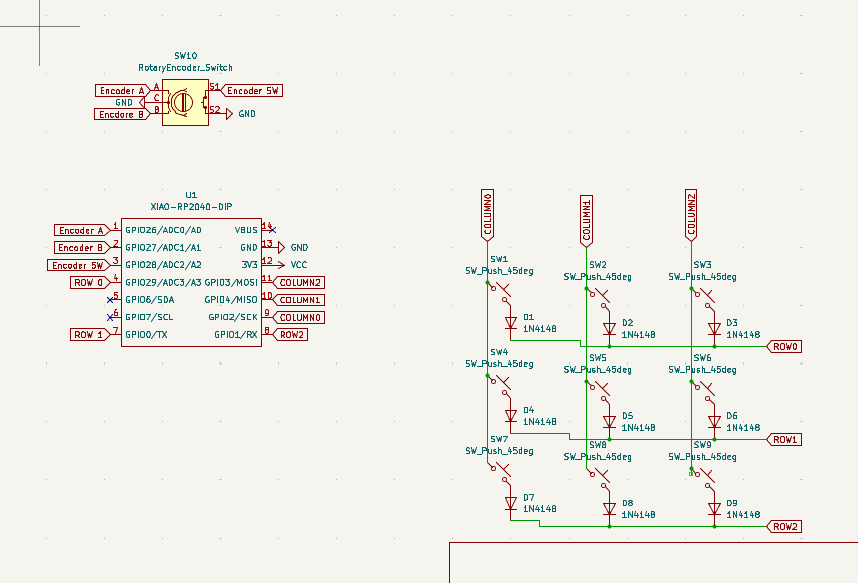 SW10
RotaryEncoder_Switch
Encoder A A S1 Encoder SW
GND C
Encdore B B S2 GND
U1
XIAO-RP2040-DIP
Encoder A 1 GPIO26/ADC0/A0 VBUS 14
Encoder B 2 GPIO27/ADC1/A1 GND 13 GND
Encoder SW 3 GPIO28/ADC2/A2 3V3 12 VCC
ROW 0 4 GPIO29/ADC3/A3 GPIO3/MOSI 11 COLUMN2
5 GPIO6/SDA GPIO4/MISO 10 COLUMN1
6 GPIO7/SCL GPIO2/SCK 9 COLUMN0
ROW 1 7 GPIO0/TX GPIO1/RX 8 ROW2
COLUMN0 COLUMN1 COLUMN2
SW1 SW2 SW3
SW_Push_45deg SW_Push_45deg SW_Push_45deg
D1 D2 D3
1N4148 1N4148 1N4148
ROW0
SW4 SW5 SW6
SW_Push_45deg SW_Push_45deg SW_Push_45deg
D4 D5 D6
1N4148 1N4148 1N4148
ROW1
SW7 SW8 SW9
SW_Push_45deg SW_Push_45deg SW_Push_45deg
D7 D8 D9
1N4148 1N4148 1N4148
ROW2